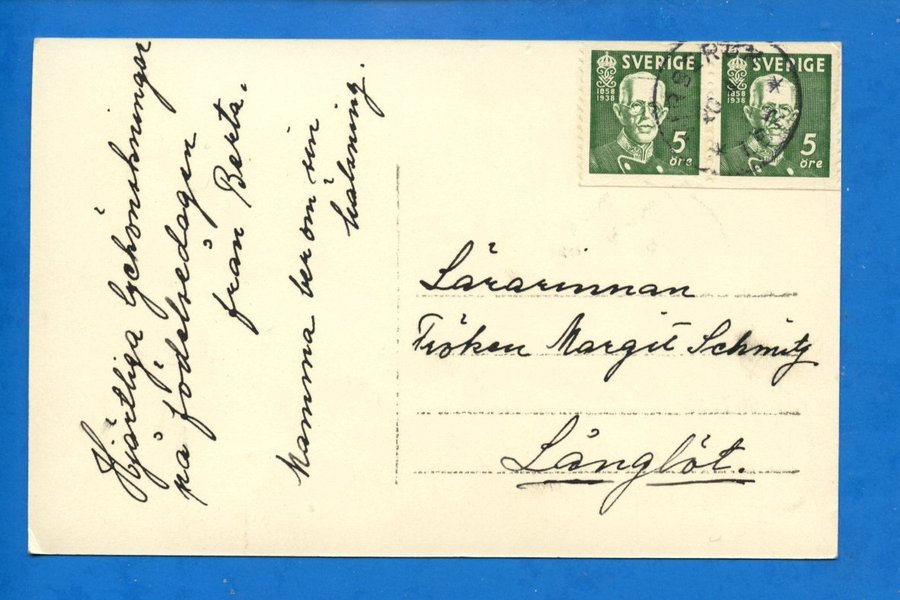 Hjärtliga lyckönskningar
på födelsedagen
från Berta.
Mamma ber om sin
hälsning.
SVERIGE
1858
1938
5
öre
SVERIGE
1858
1938
5
öre
Lärarinnan
Fröken Margit Schmitz
Långlöt.